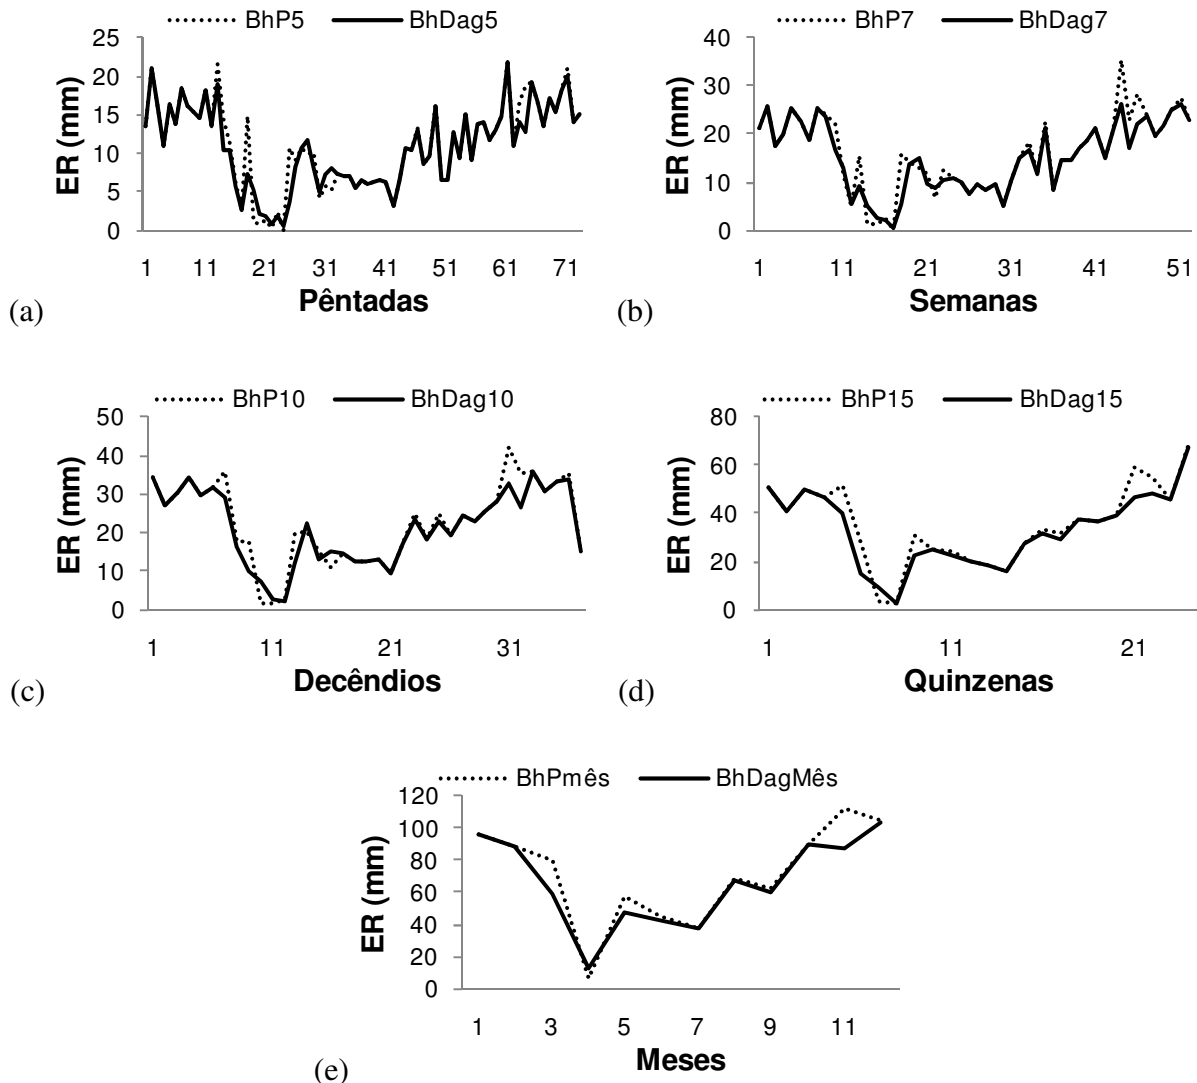 BhP5 BhDag5
25
20
15
10
5
0
ER (mm)
1 11 21 31 41 51 61 71
Pêntadas
(a)
BhP7 BhDag7
40
30
20
10
0
ER (mm)
1 11 21 31 41 51
Semanas
(b)
BhP10 BhDag10
50
40
30
20
10
0
ER (mm)
1 11 21 31
Decêndios
(c)
BhP15 BhDag15
80
60
40
20
0
ER (mm)
1 11 21
Quinzenas
(d)
BhPmês BhDagMês
120
100
80
60
40
20
0
ER (mm)
1 3 5 7 9 11
Meses
(e)